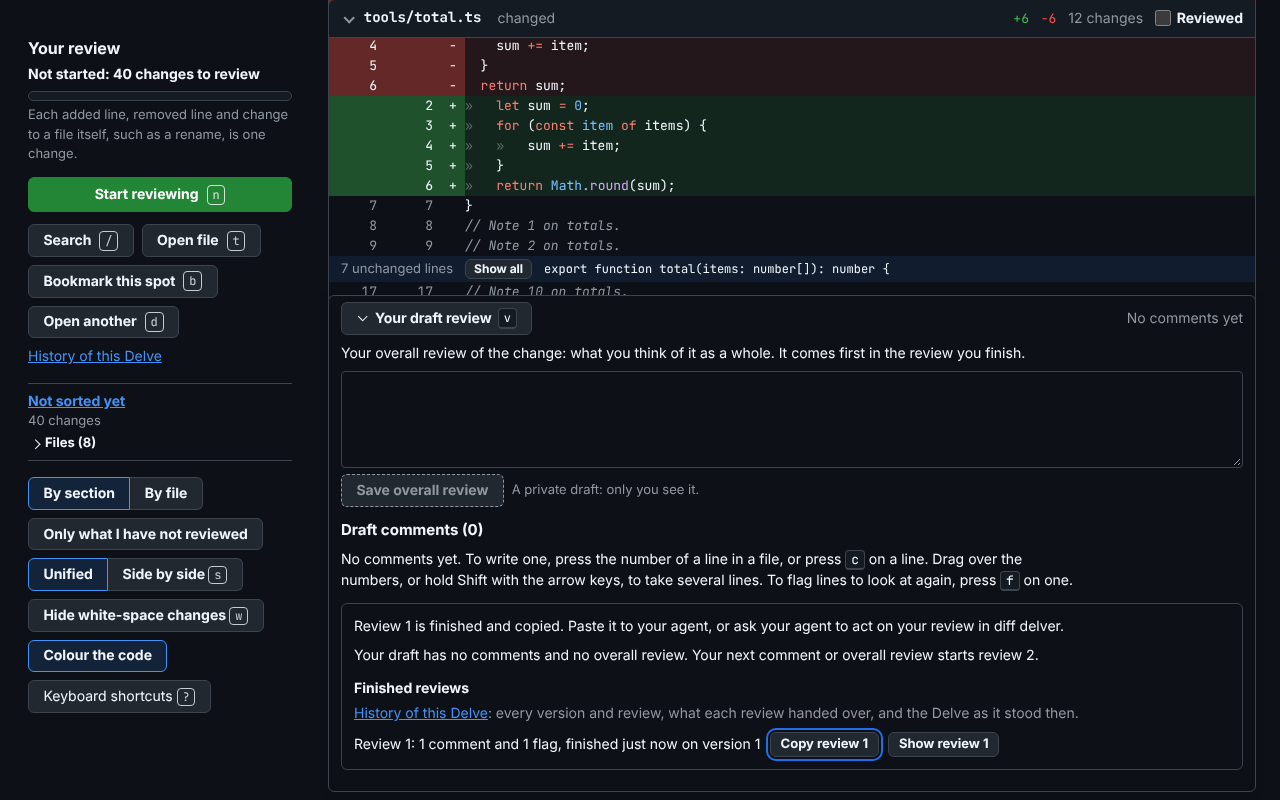 Your review
Not started: 40 changes to review
Each added line, removed line and change
to a file itself, such as a rename, is one
change.
Start reviewing n
Search / Open file t
Bookmark this spot b
Open another d
History of this Delve
Not sorted yet
40 changes
Files (8)
By section By file
Only what I have not reviewed
Unified Side by side s
Hide white-space changes w
Colour the code
Keyboard shortcuts ?
tools/total.ts changed +6 -6 12 changes Reviewed
4 - sum += item;
5 - }
6 - return sum;
2 + » let sum = 0;
3 + » for (const item of items) {
4 + » » sum += item;
5 + » }
6 + » return Math.round(sum);
7 7 }
8 8 // Note 1 on totals.
9 9 // Note 2 on totals.
7 unchanged lines Show all export function total(items: number[]): number {
17 17 // Note 10 on totals.
Your draft review v No comments yet
Your overall review of the change: what you think of it as a whole. It comes first in the review you finish.
Save overall review A private draft: only you see it.
Draft comments (0)
No comments yet. To write one, press the number of a line in a file, or press c on a line. Drag over the
numbers, or hold Shift with the arrow keys, to take several lines. To flag lines to look at again, press f on one.
Review 1 is finished and copied. Paste it to your agent, or ask your agent to act on your review in diff delver.
Your draft has no comments and no overall review. Your next comment or overall review starts review 2.
Finished reviews
History of this Delve: every version and review, what each review handed over, and the Delve as it stood then.
Review 1: 1 comment and 1 flag, finished just now on version 1 Copy review 1 Show review 1